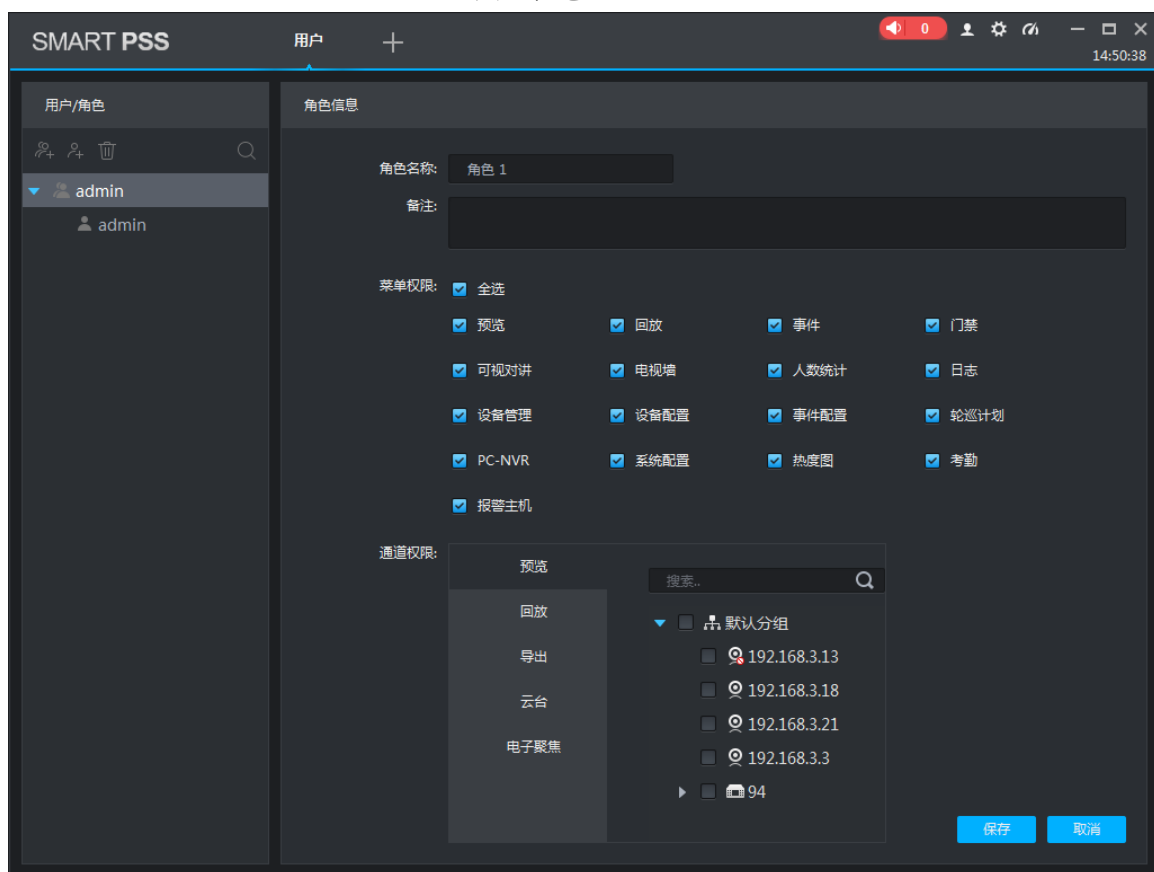 SMART PSS 用户 0
14:50:38
用户/角色
角色信息
admin
admin
角色名称: 角色 1
备注:
菜单权限: 全选
预览 回放 事件 门禁
可视对讲 电视墙 人数统计 日志
设备管理 设备配置 事件配置 轮巡计划
PC-NVR 系统配置 热度图 考勤
报警主机
通道权限:
预览
回放
导出
云台
电子聚焦
搜索..
默认分组
192.168.3.13
192.168.3.18
192.168.3.21
192.168.3.3
94
保存 取消